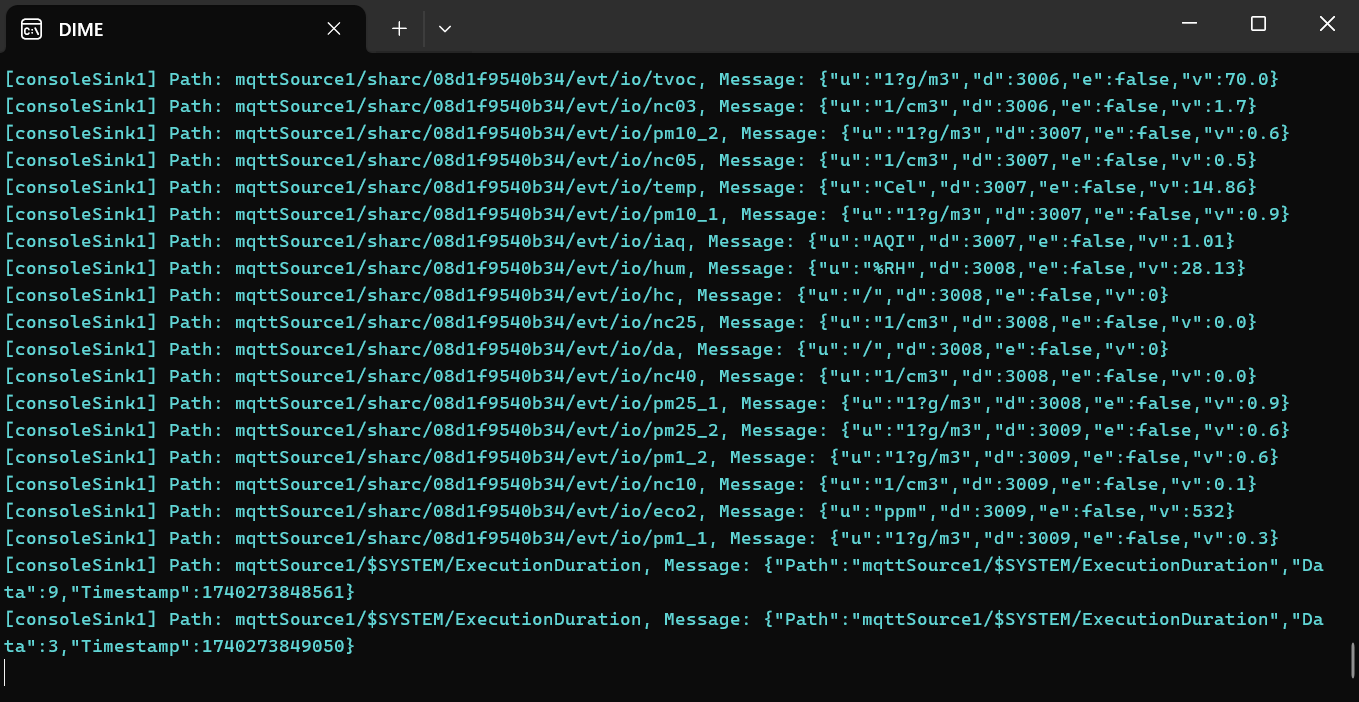 DIME
[consoleSink1] Path: mqttSource1/sharc/08d1f9540b34/evt/io/tvoc, Message: {"u":"1?g/m3","d":3006,"e":false,"v":70.0}
[consoleSink1] Path: mqttSource1/sharc/08d1f9540b34/evt/io/nc03, Message: {"u":"1/cm3","d":3006,"e":false,"v":1.7}
[consoleSink1] Path: mqttSource1/sharc/08d1f9540b34/evt/io/pm10_2, Message: {"u":"1?g/m3","d":3007,"e":false,"v":0.6}
[consoleSink1] Path: mqttSource1/sharc/08d1f9540b34/evt/io/nc05, Message: {"u":"1/cm3","d":3007,"e":false,"v":0.5}
[consoleSink1] Path: mqttSource1/sharc/08d1f9540b34/evt/io/temp, Message: {"u":"Cel","d":3007,"e":false,"v":14.86}
[consoleSink1] Path: mqttSource1/sharc/08d1f9540b34/evt/io/pm10_1, Message: {"u":"1?g/m3","d":3007,"e":false,"v":0.9}
[consoleSink1] Path: mqttSource1/sharc/08d1f9540b34/evt/io/iaq, Message: {"u":"AQI","d":3007,"e":false,"v":1.01}
[consoleSink1] Path: mqttSource1/sharc/08d1f9540b34/evt/io/hum, Message: {"u":"%RH","d":3008,"e":false,"v":28.13}
[consoleSink1] Path: mqttSource1/sharc/08d1f9540b34/evt/io/hc, Message: {"u":"/","d":3008,"e":false,"v":0}
[consoleSink1] Path: mqttSource1/sharc/08d1f9540b34/evt/io/nc25, Message: {"u":"1/cm3","d":3008,"e":false,"v":0.0}
[consoleSink1] Path: mqttSource1/sharc/08d1f9540b34/evt/io/da, Message: {"u":"/","d":3008,"e":false,"v":0}
[consoleSink1] Path: mqttSource1/sharc/08d1f9540b34/evt/io/nc40, Message: {"u":"1/cm3","d":3008,"e":false,"v":0.0}
[consoleSink1] Path: mqttSource1/sharc/08d1f9540b34/evt/io/pm25_1, Message: {"u":"1?g/m3","d":3008,"e":false,"v":0.9}
[consoleSink1] Path: mqttSource1/sharc/08d1f9540b34/evt/io/pm25_2, Message: {"u":"1?g/m3","d":3009,"e":false,"v":0.6}
[consoleSink1] Path: mqttSource1/sharc/08d1f9540b34/evt/io/pm1_2, Message: {"u":"1?g/m3","d":3009,"e":false,"v":0.6}
[consoleSink1] Path: mqttSource1/sharc/08d1f9540b34/evt/io/nc10, Message: {"u":"1/cm3","d":3009,"e":false,"v":0.1}
[consoleSink1] Path: mqttSource1/sharc/08d1f9540b34/evt/io/eco2, Message: {"u":"ppm","d":3009,"e":false,"v":532}
[consoleSink1] Path: mqttSource1/sharc/08d1f9540b34/evt/io/pm1_1, Message: {"u":"1?g/m3","d":3009,"e":false,"v":0.3}
[consoleSink1] Path: mqttSource1/$SYSTEM/ExecutionDuration, Message: {"Path":"mqttSource1/$SYSTEM/ExecutionDuration","Da
ta":9,"Timestamp":1740273848561}
[consoleSink1] Path: mqttSource1/$SYSTEM/ExecutionDuration, Message: {"Path":"mqttSource1/$SYSTEM/ExecutionDuration","Da
ta":3,"Timestamp":1740273849050}